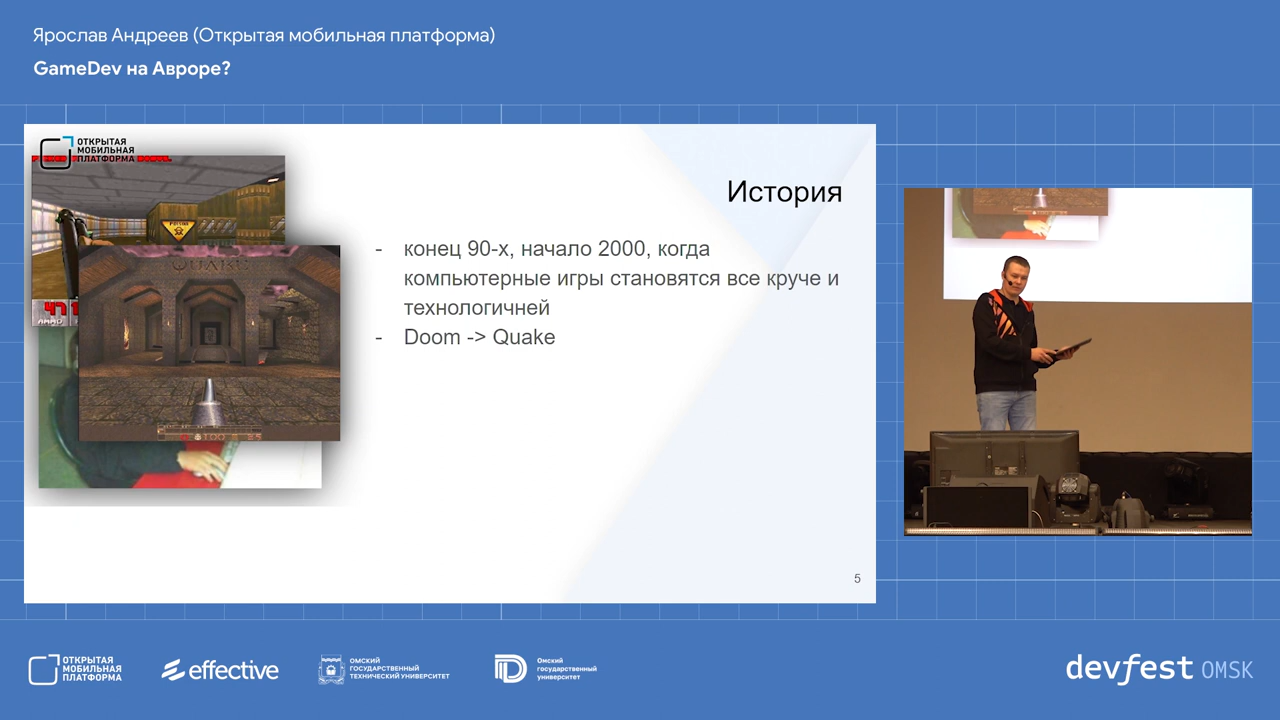 Ярослав Андреев (Открытая мобильная платформа)
GameDev на Авроре?
ОТКРЫТАЯ
МОБИЛЬНАЯ
ПЛАТФОРМА
История
- конец 90-х, начало 2000, когда
компьютерные игры становятся все круче и
технологичней
- Doom -> Quake
QUAKE
5
ОТКРЫТАЯ
МОБИЛЬНАЯ
ПЛАТФОРМА
effective
ОМСКИЙ
ГОСУДАРСТВЕННЫЙ
ТЕХНИЧЕСКИЙ УНИВЕРСИТЕТ
Омский
государственный
университет
devfest OMSK